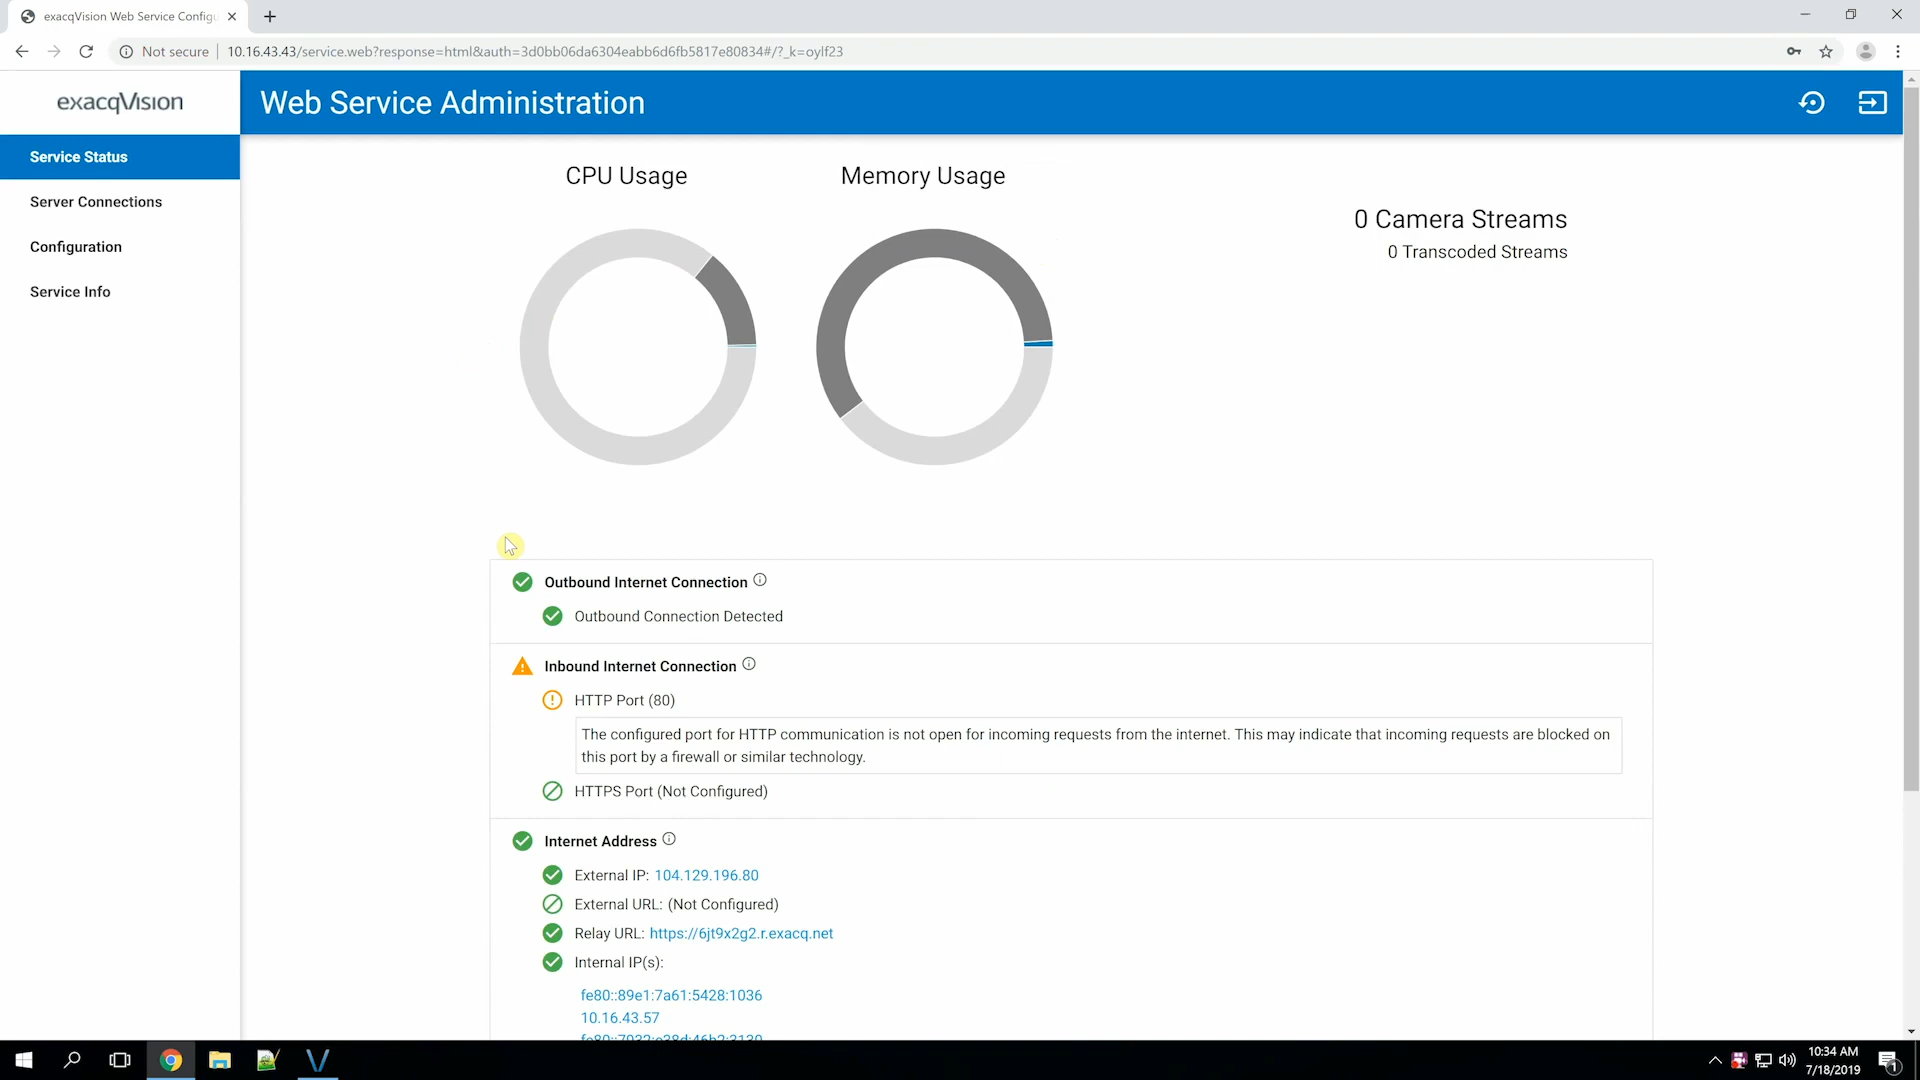 exacqVision Web Service Configu
Not secure
10.16.43.43/service.web?response=html&auth=3d0bb06da6304eabb6d6fb5817e80834#/?_k=oylf23
exacqVision
Web Service Administration
Service Status
Server Connections
Configuration
Service Info
CPU Usage
Memory Usage
0 Camera Streams
0 Transcoded Streams
Outbound Internet Connection
Outbound Connection Detected
Inbound Internet Connection
HTTP Port (80)
The configured port for HTTP communication is not open for incoming requests from the internet. This may indicate that incoming requests are blocked on
this port by a firewall or similar technology.
HTTPS Port (Not Configured)
Internet Address
External IP: 104.129.196.80
External URL: (Not Configured)
Relay URL: https://6jt9x2g2.r.exacq.net
Internal IP(s):
fe80::89e1:7a61:5428:1036
10.16.43.57
10:34 AM
7/18/2019
1